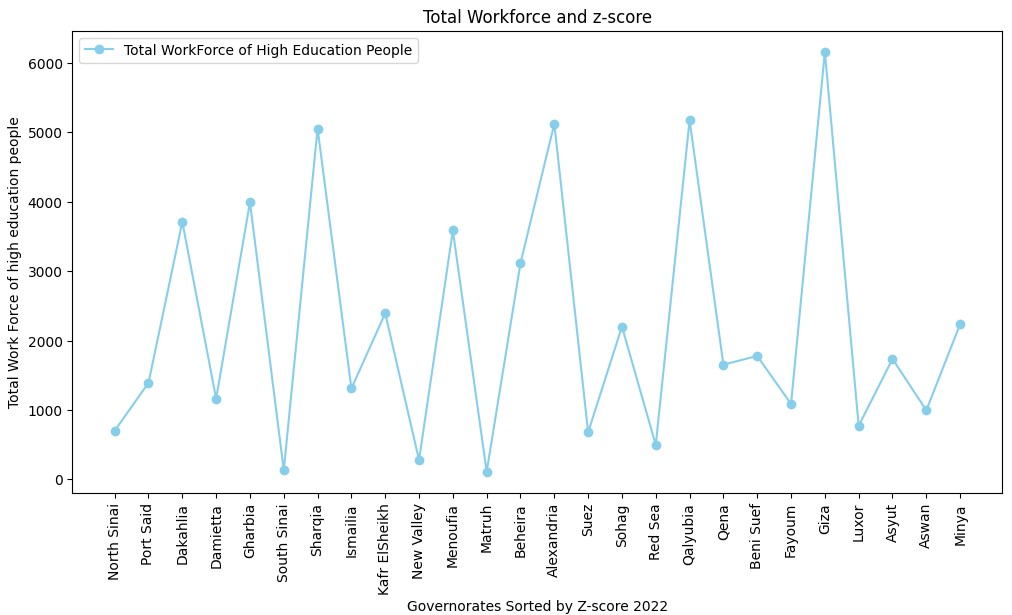 Total Workforce and z-score
Total WorkForce of High Education People
Total Work Force of high education people
6000
5000
4000
3000
2000
1000
0
North Sinai
Port Said
Dakahlia
Damietta
Gharbia
South Sinai
Sharqia
Ismailia
Kafr ElSheikh
New Valley
Menoufia
Matruh
Beheira
Alexandria
Suez
Sohag
Red Sea
Qalyubia
Qena
Beni Suef
Fayoum
Giza
Luxor
Asyut
Aswan
Minya
Governorates Sorted by Z-score 2022